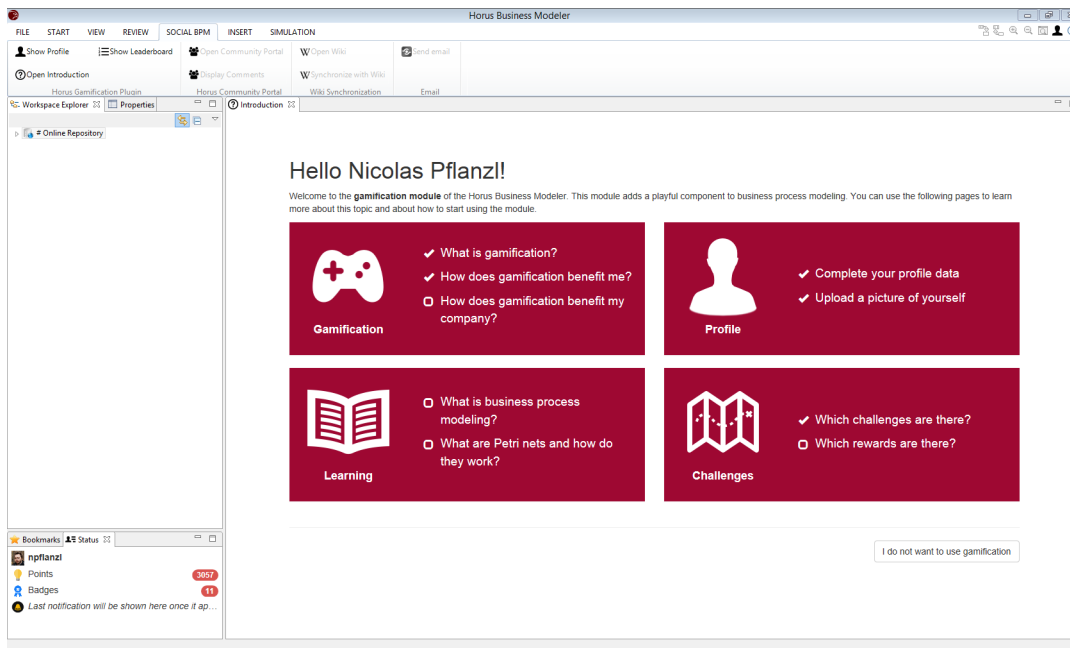 Horus Business Modeler
FILE START VIEW REVIEW SOCIAL BPM INSERT SIMULATION
Show Profile Show Leaderboard Open Community Portal Open Wiki Send email
Open Introduction Display Comments Synchronize with Wiki
Horus Gamification Plugin Horus Community Portal Wiki Synchronization Email
Workspace Explorer Properties Introduction
# Online Repository
Hello Nicolas Pflanzl!
Welcome to the gamification module of the Horus Business Modeler. This module adds a playful component to business process modeling. You can use the following pages to learn
more about this topic and about how to start using the module.
What is gamification?
How does gamification benefit me?
How does gamification benefit my
company?
Gamification
Complete your profile data
Upload a picture of yourself
Profile
What is business process
modeling?
What are Petri nets and how do
they work?
Learning
Which challenges are there?
Which rewards are there?
Challenges
I do not want to use gamification
Bookmarks Status
npflanzl
Points 3057
Badges 11
Last notification will be shown here once it ap...